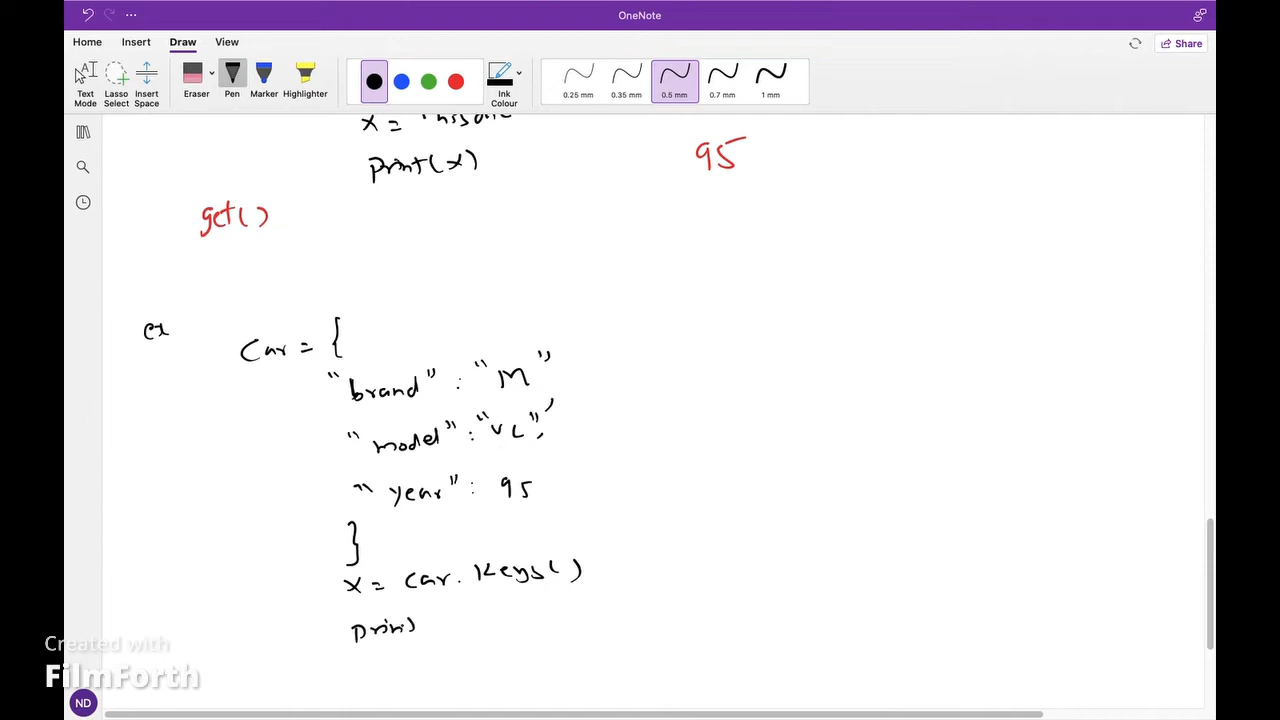 OneNote
Home Insert Draw View Share
Text Mode Lasso Select Insert Space Eraser Pen Marker Highlighter Ink Colour 0.25 mm 0.35 mm 0.5 mm 0.7 mm 1 mm
x =
print(x)
95
get()
ex
Car = {
"brand" : "M"
"model" : "VL",
"year" : 95
}
x = car.keys()
Created with
FilmForth
ND